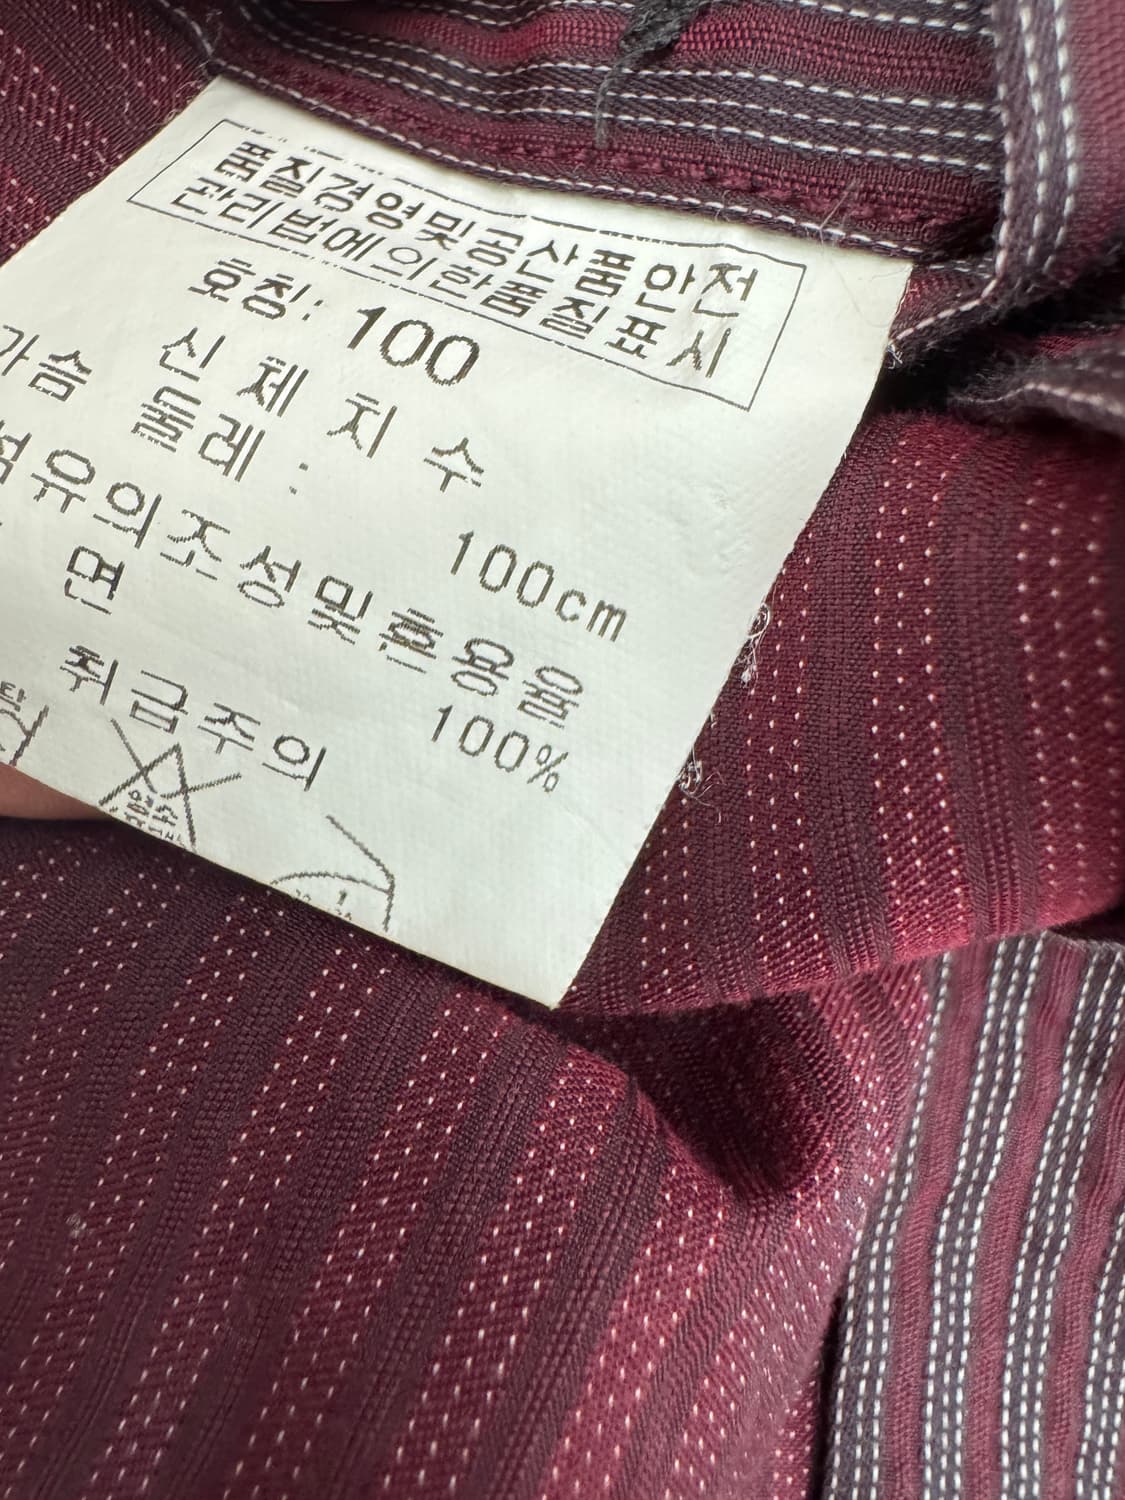 품질경영및공산품안전
관리법에의한품질표시
호칭: 100
신체치수
가슴둘레 : 100cm
섬유의조성및혼용율
면 100%
취급주의